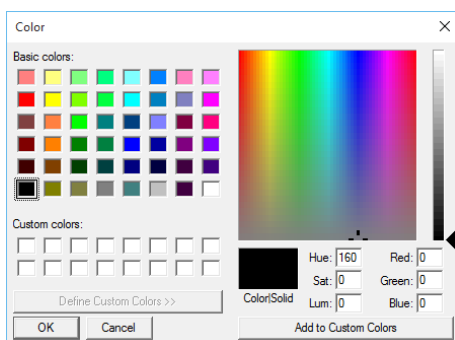 Color
Basic colors:
Custom colors:
Define Custom Colors >>
OK Cancel
Color|Solid
Hue: 160 Red: 0
Sat: 0 Green: 0
Lum: 0 Blue: 0
Add to Custom Colors